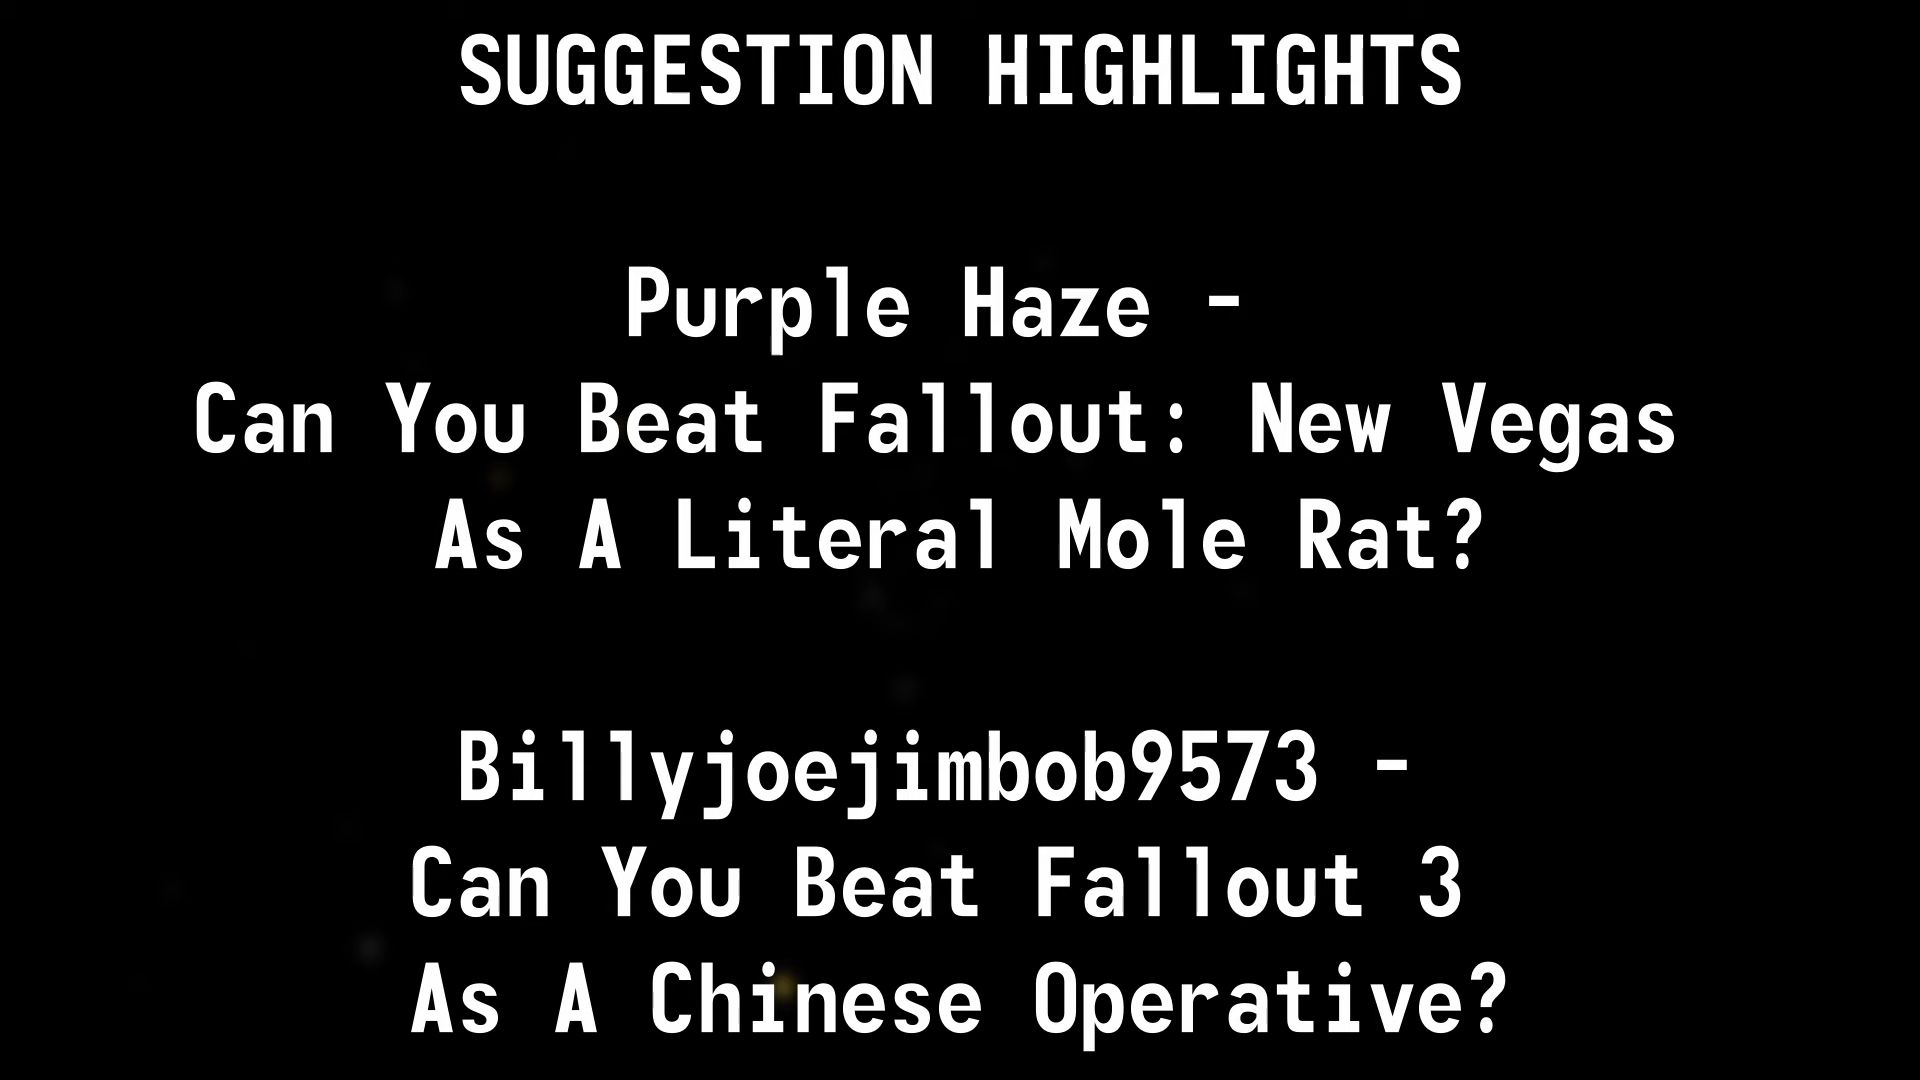 SUGGESTION HIGHLIGHTS
Purple Haze -
Can You Beat Fallout: New Vegas
As A Literal Mole Rat?
Billyjoejimbob9573 -
Can You Beat Fallout 3
As A Chinese Operative?